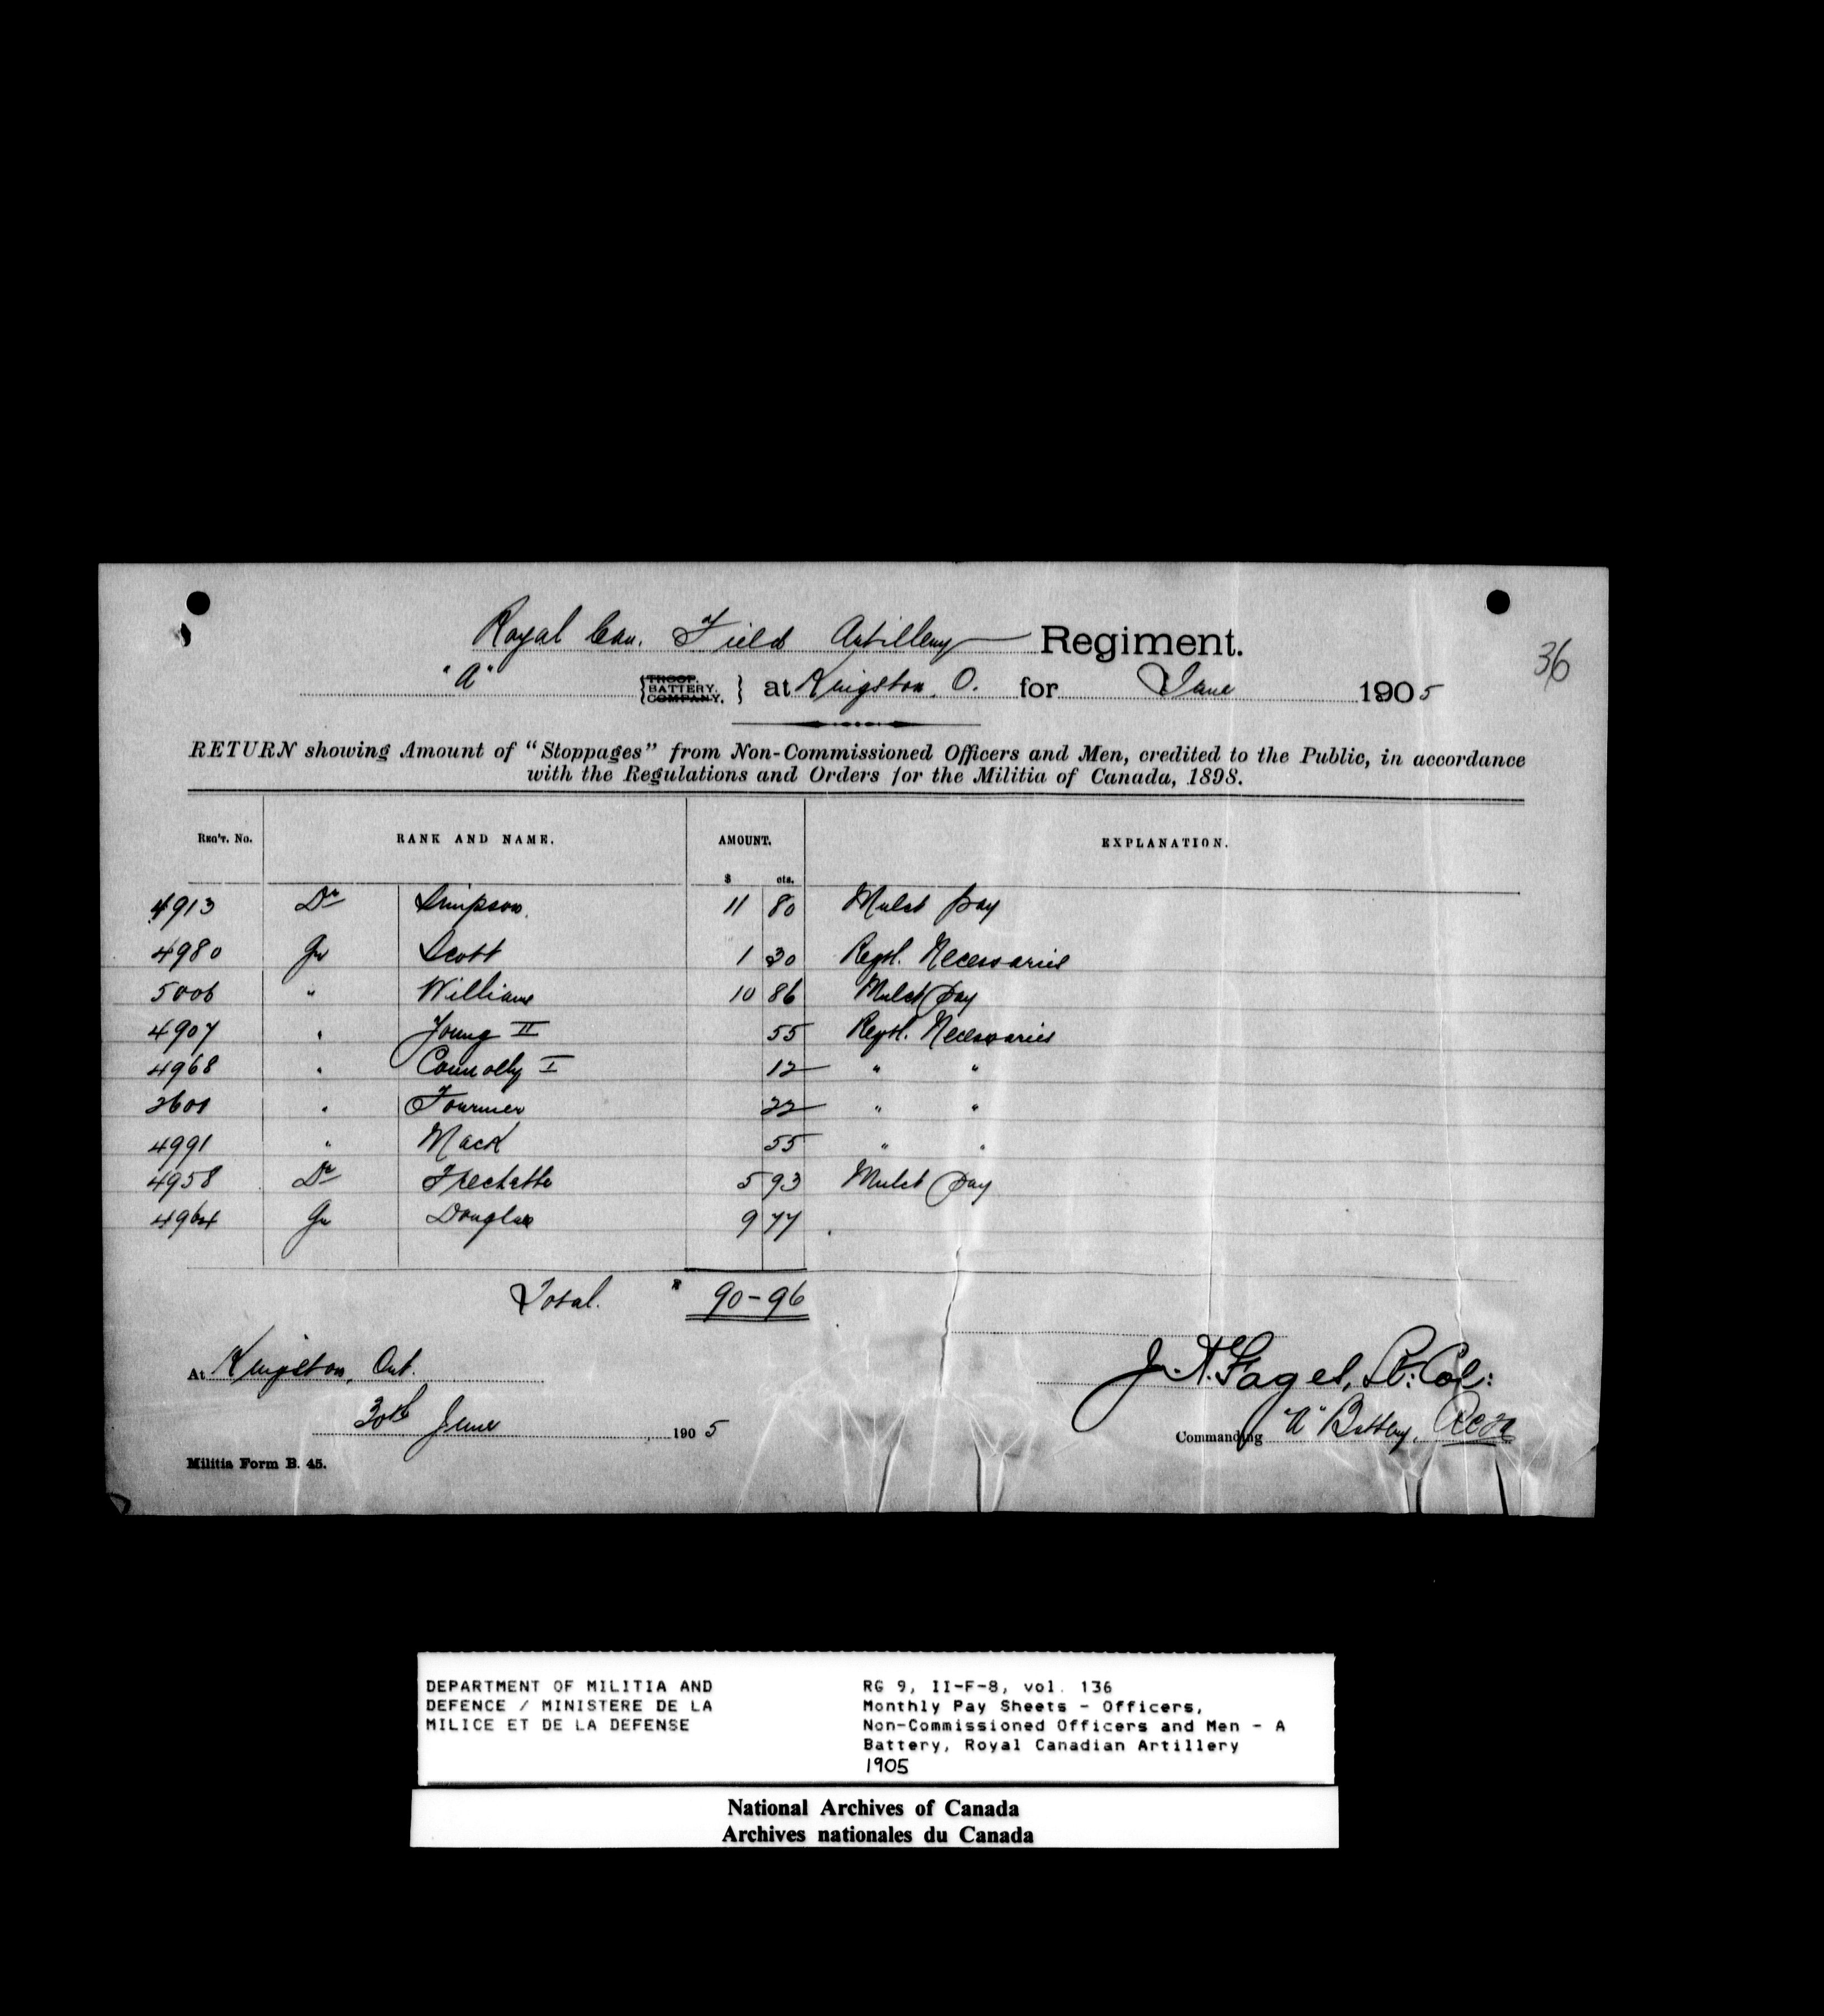 Royal Can. Field Artillery Regiment.
36
"A" {TROOP. BATTERY. COMPANY.} at Kingston, O. for June 1905
RETURN showing Amount of "Stoppages" from Non-Commissioned Officers and Men, credited to the Public, in accordance
with the Regulations and Orders for the Militia of Canada, 1898.
REG'T. No. RANK AND NAME. AMOUNT. EXPLANATION.
$ cts.
4913 Dr Simpson. 11 80 Mulct Pay
4980 Gr Scott 1 30 Regtl. Necessaries
5006 " Williams 10 86 Mulct Pay
4907 " Young II 55 Regtl. Necessaries
4968 " Connolly I 12 " "
2601 " Fournier 22 " "
4991 " Mack 55 " "
4958 Dr Frechette 5 93 Mulct Pay
4964 Gr Douglas 9 77
Total. $ 90-96
At Kingston, Ont.
30th June 1905
Lt: Col:
Commanding "A" Battery,
Militia Form B. 45.
DEPARTMENT OF MILITIA AND
DEFENCE / MINISTERE DE LA
MILICE ET DE LA DEFENSE
RG 9, II-F-8, vol. 136
Monthly Pay Sheets - Officers,
Non-Commissioned Officers and Men - A
Battery, Royal Canadian Artillery
1905
National Archives of Canada
Archives nationales du Canada